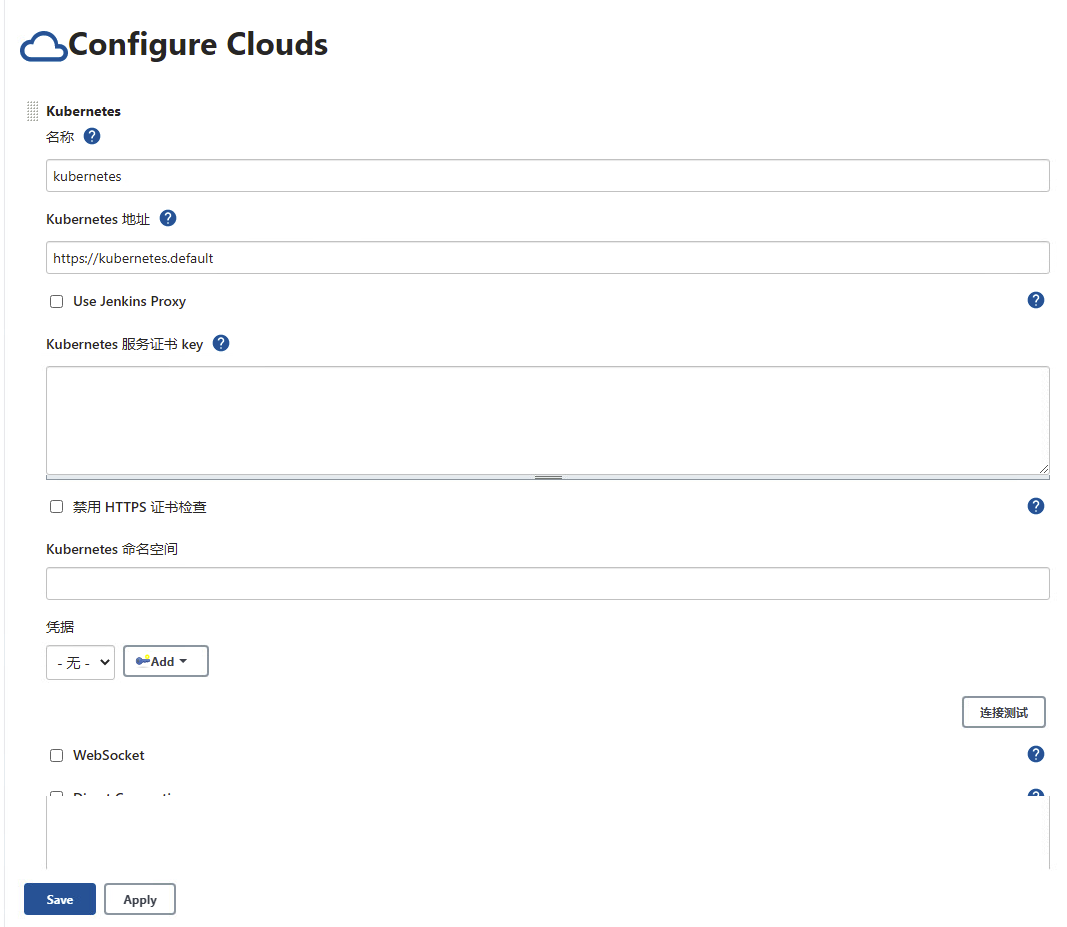 Configure Clouds
Kubernetes
名称 ?
kubernetes
Kubernetes 地址 ?
https://kubernetes.default
Use Jenkins Proxy ?
Kubernetes 服务证书 key ?
禁用 HTTPS 证书检查 ?
Kubernetes 命名空间
凭据
- 无 - Add
连接测试
WebSocket ?
Save Apply